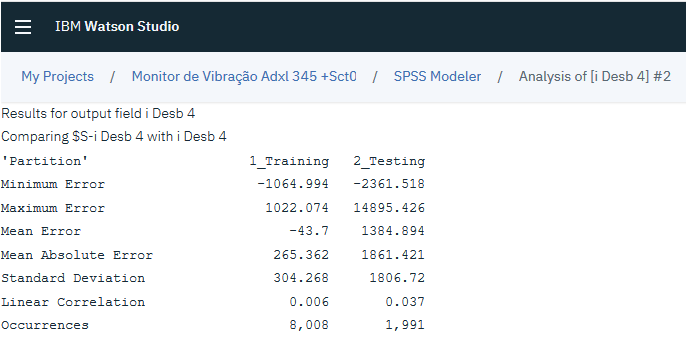 IBM Watson Studio
My Projects / Monitor de Vibração Adxl 345 +Sct0 / SPSS Modeler / Analysis of [i Desb 4] #2
Results for output field i Desb 4
Comparing $S-i Desb 4 with i Desb 4
'Partition' 1_Training 2_Testing
Minimum Error -1064.994 -2361.518
Maximum Error 1022.074 14895.426
Mean Error -43.7 1384.894
Mean Absolute Error 265.362 1861.421
Standard Deviation 304.268 1806.72
Linear Correlation 0.006 0.037
Occurrences 8,008 1,991